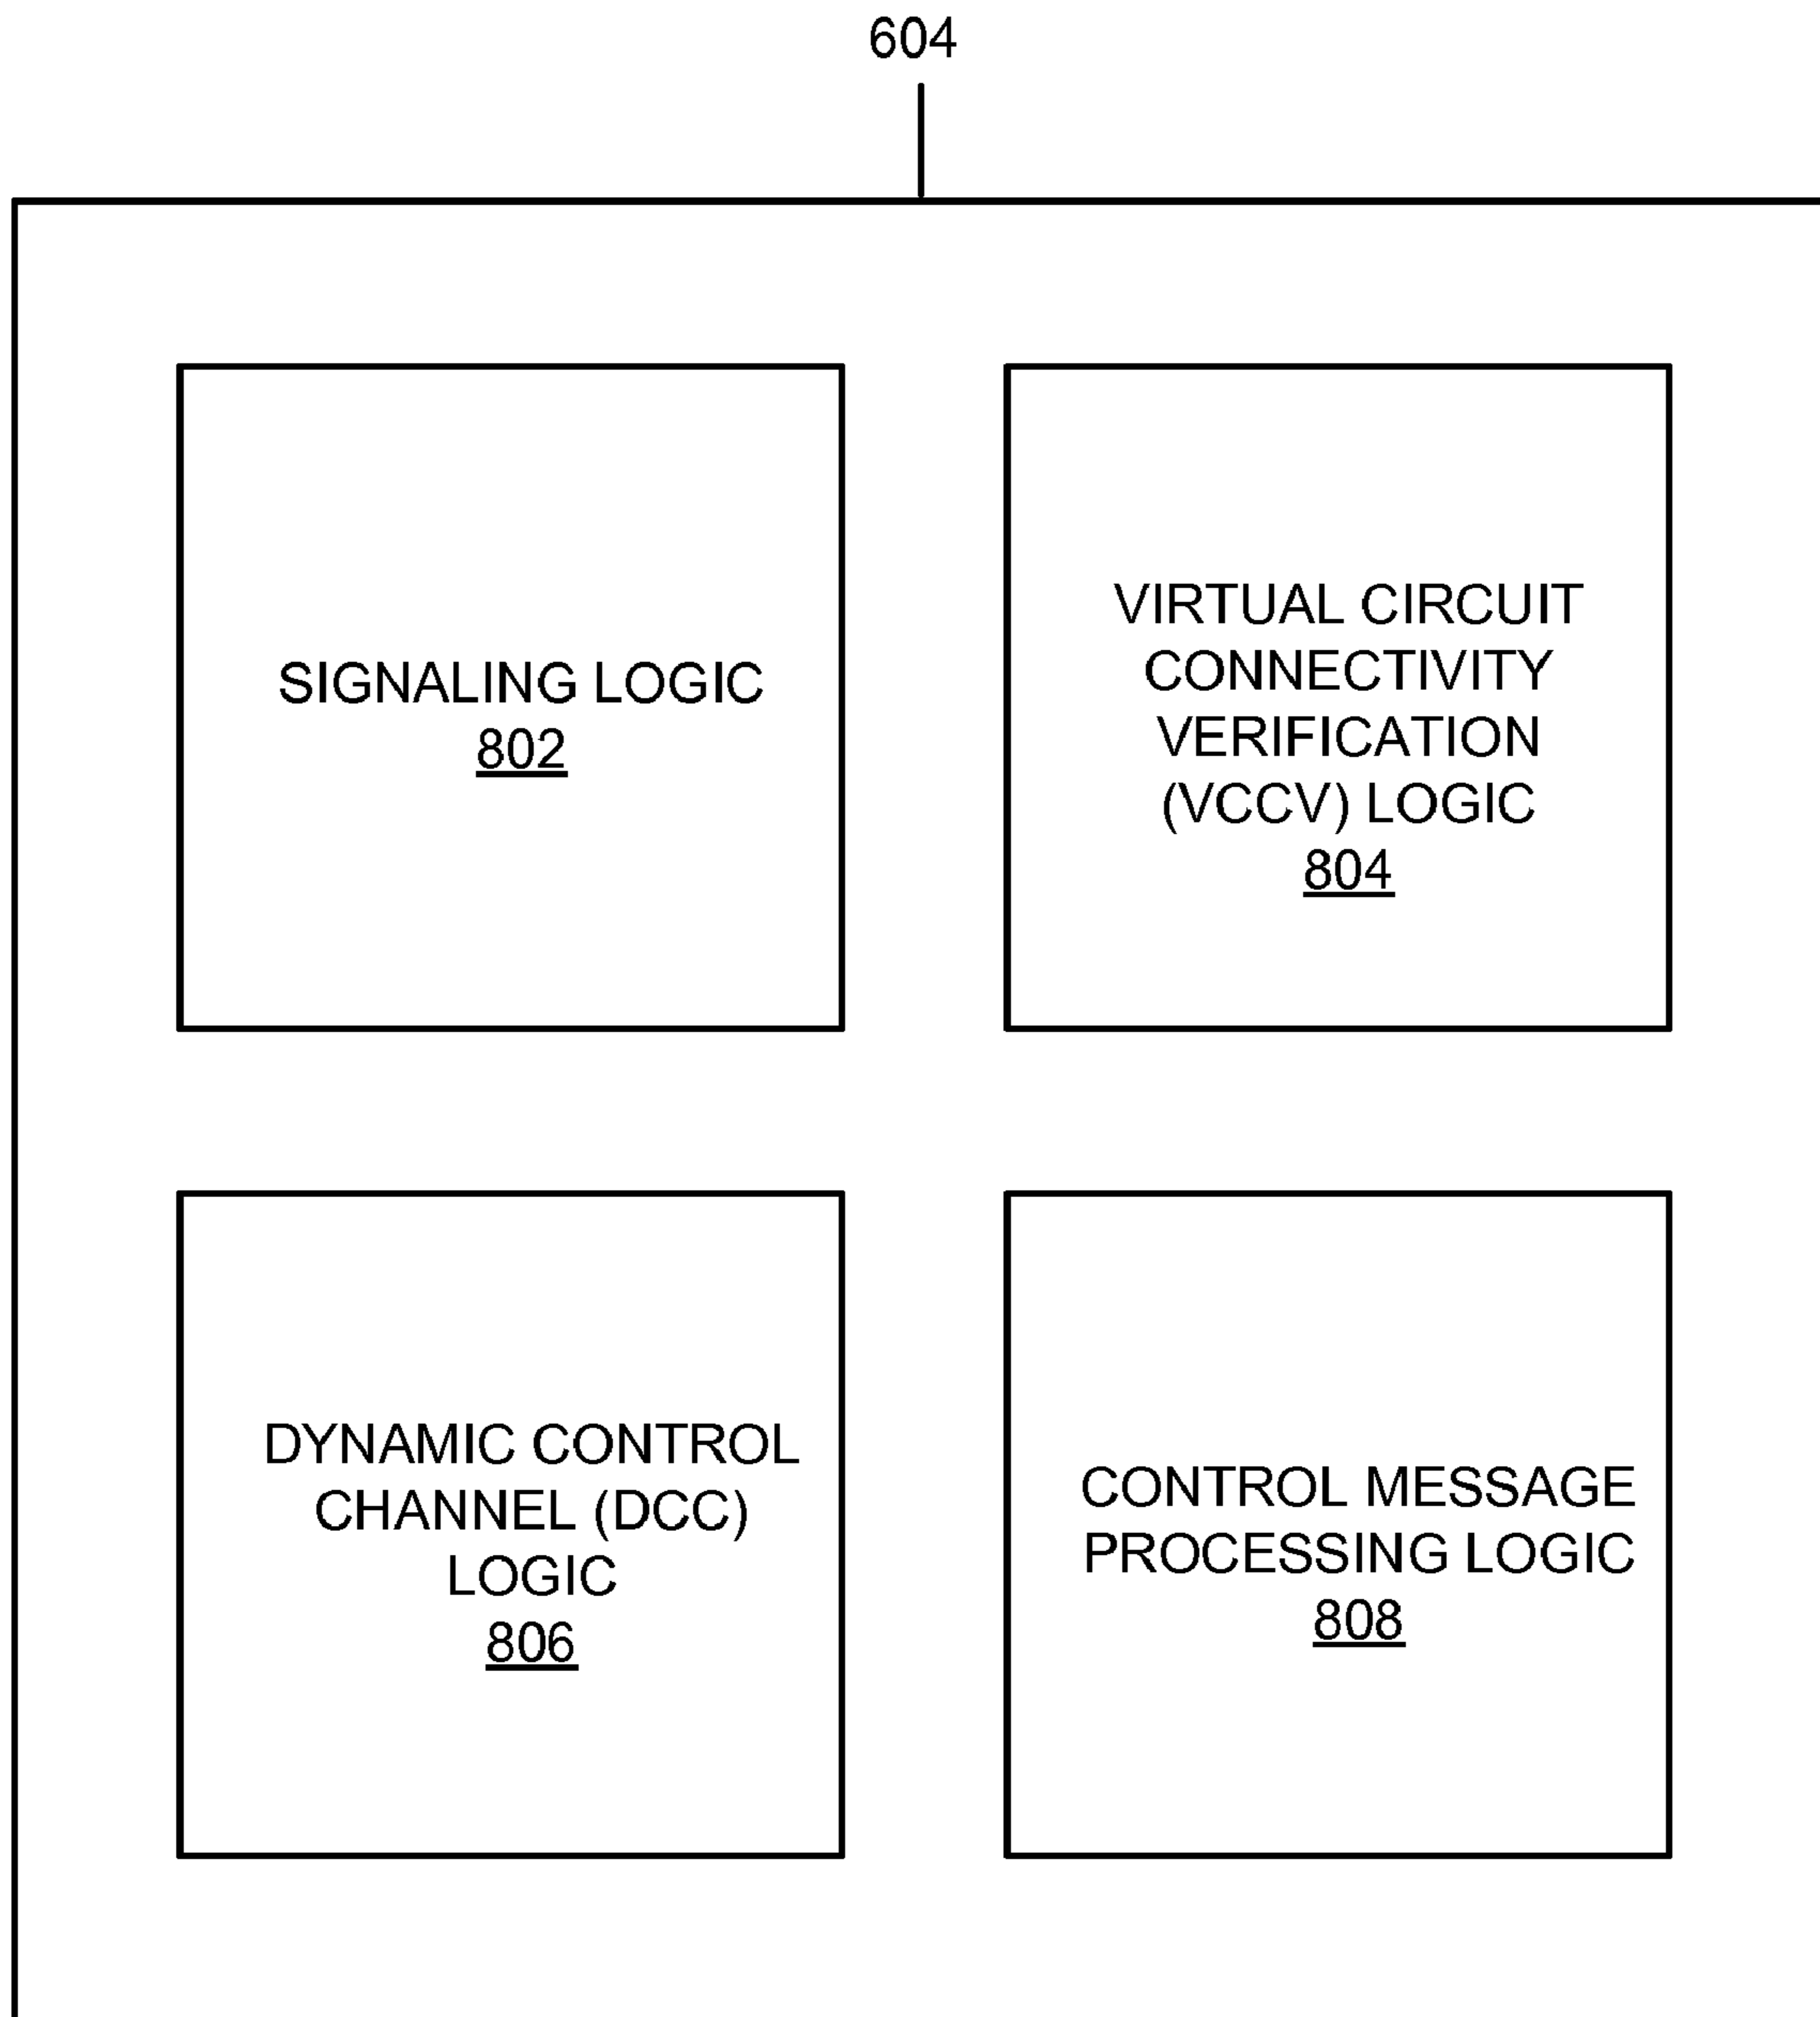 604
SIGNALING LOGIC
802
VIRTUAL CIRCUIT
CONNECTIVITY
VERIFICATION
(VCCV) LOGIC
804
DYNAMIC CONTROL
CHANNEL (DCC)
LOGIC
806
CONTROL MESSAGE
PROCESSING LOGIC
808